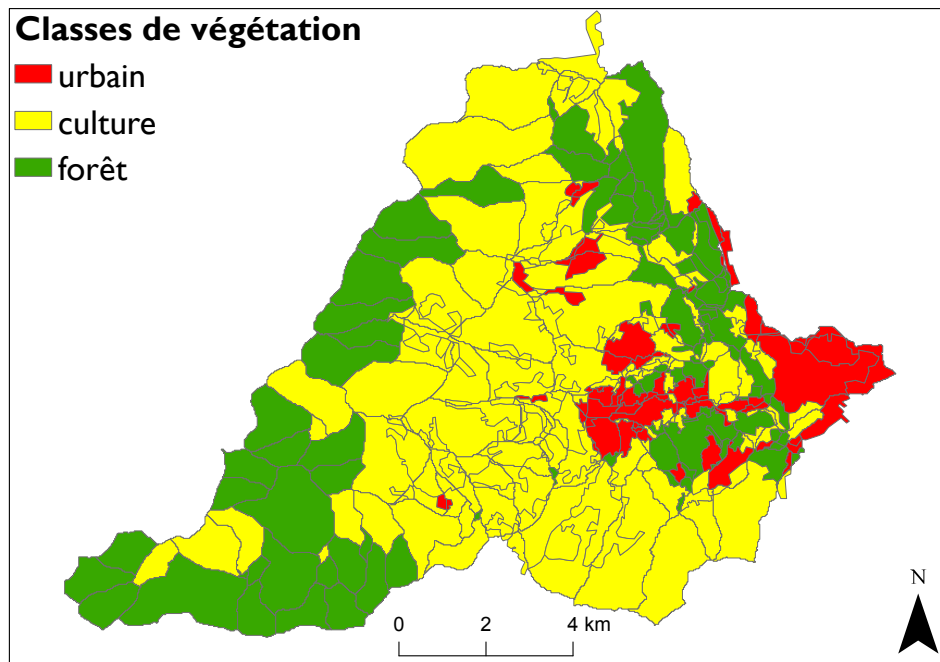 Classes de végétation
urbain
culture
forêt
N
0 2 4 km